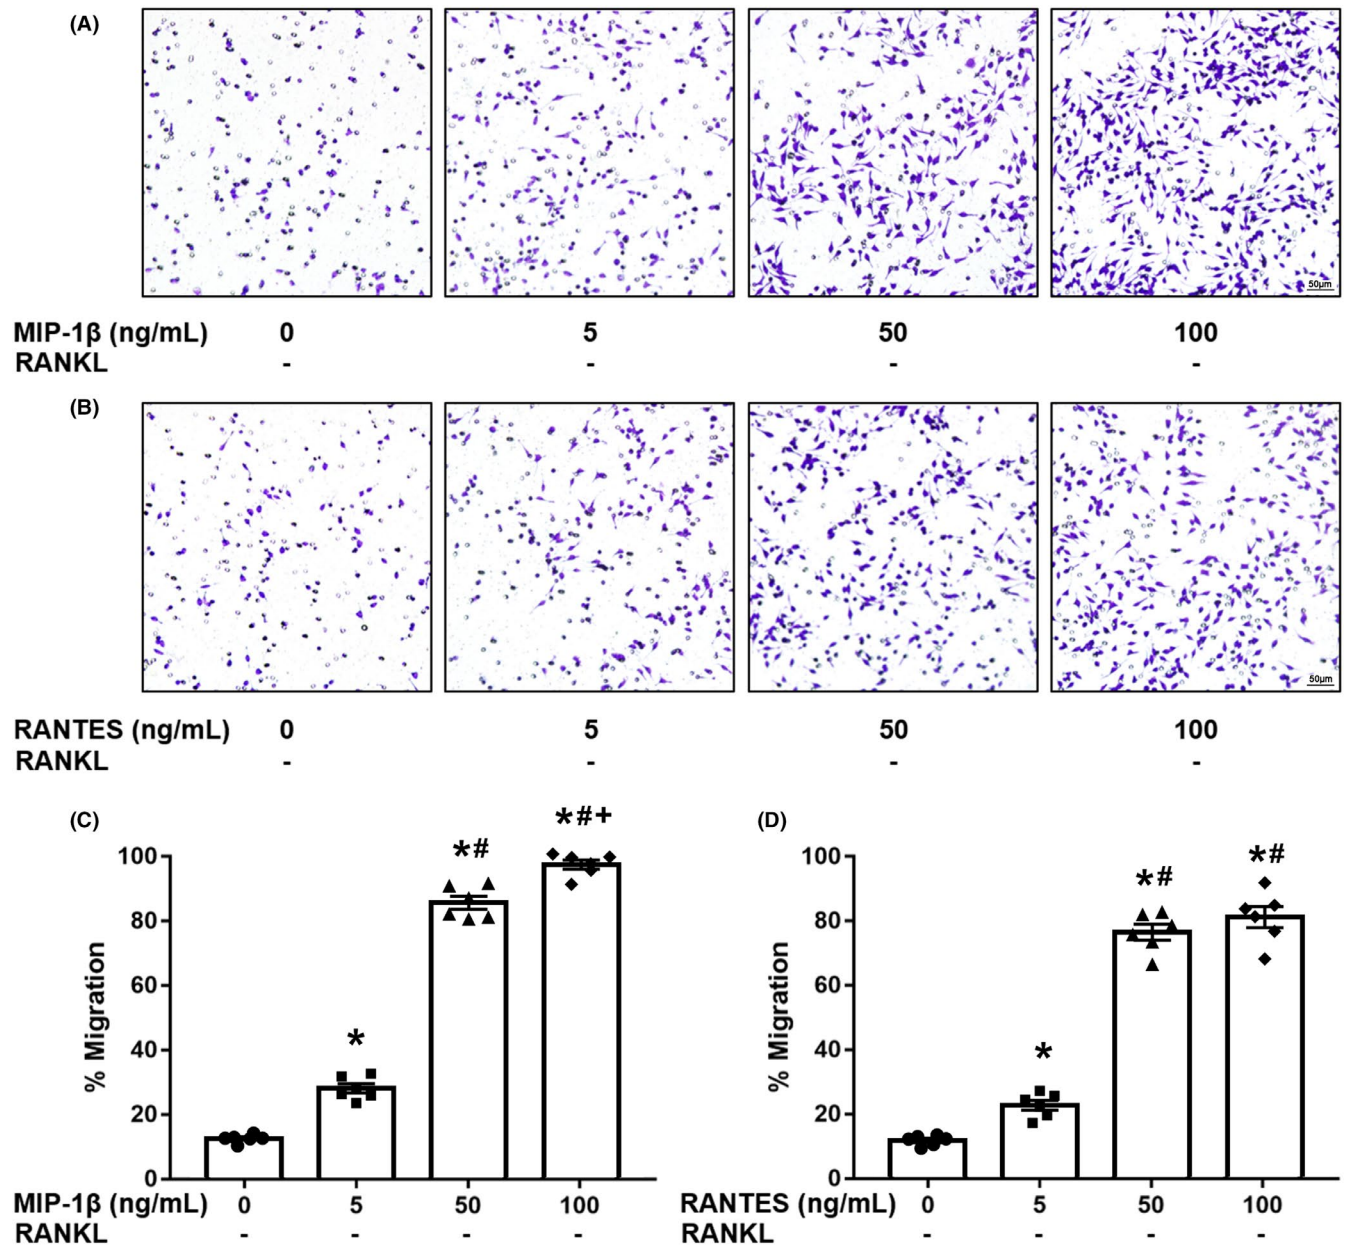 (A)
50µm
MIP-1β (ng/mL) 0 5 50 100
RANKL - - - -
(B)
50µm
RANTES (ng/mL) 0 5 50 100
RANKL - - - -
(C)
% Migration
100
80
60
40
20
0
*
*#
*#+
MIP-1β (ng/mL) 0 5 50 100
RANKL - - - -
(D)
% Migration
100
80
60
40
20
0
*
*#
*#
RANTES (ng/mL) 0 5 50 100
RANKL - - - -